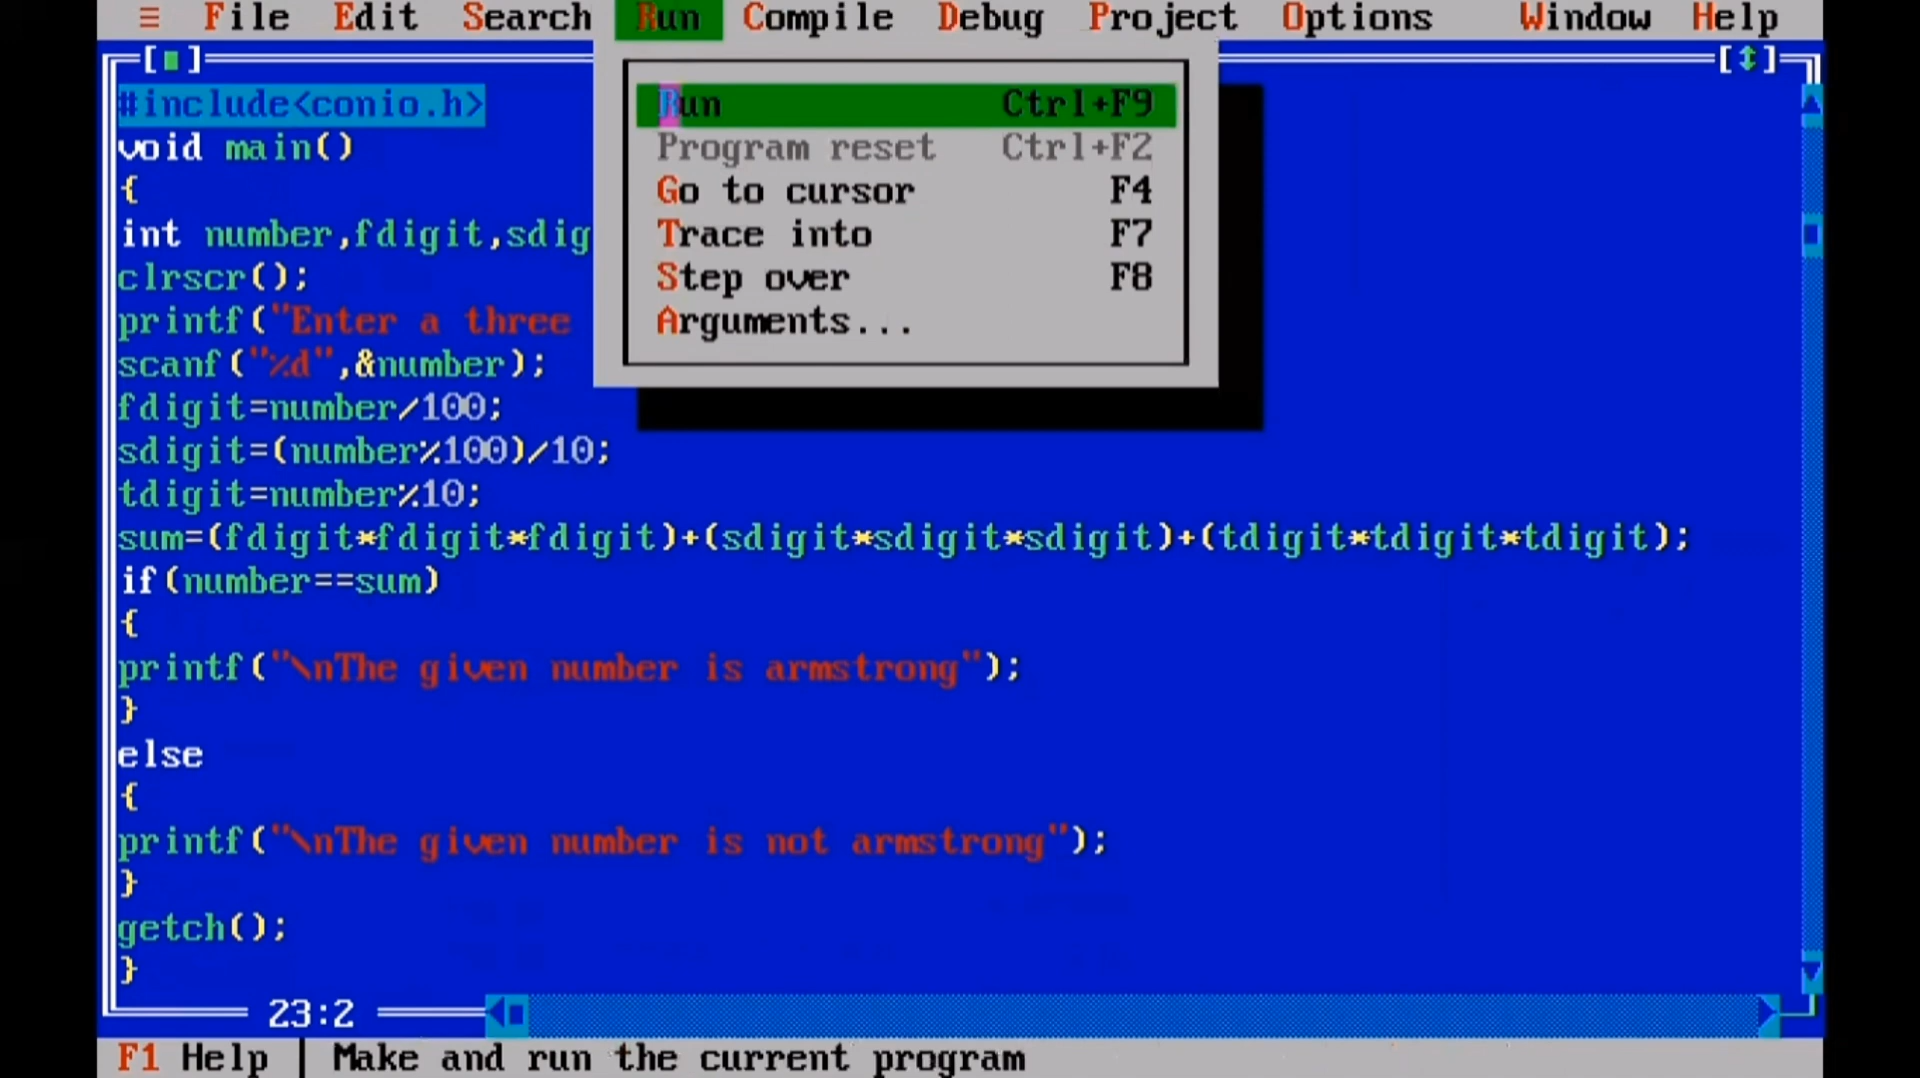 ≡ File Edit Search Run Compile Debug Project Options Window Help
[■] [↕]
#include<conio.h>
Run Ctrl+F9
void main()
Program reset Ctrl+F2
{
Go to cursor F4
int number,fdigit,sdig
Trace into F7
clrscr();
Step over F8
printf("Enter a three
Arguments...
scanf("%d",&number);
fdigit=number/100;
sdigit=(number%100)/10;
tdigit=number%10;
sum=(fdigit*fdigit*fdigit)+(sdigit*sdigit*sdigit)+(tdigit*tdigit*tdigit);
if(number==sum)
{
printf("\nThe given number is armstrong");
}
else
{
printf("\nThe given number is not armstrong");
}
getch();
}
23:2
F1 Help | Make and run the current program